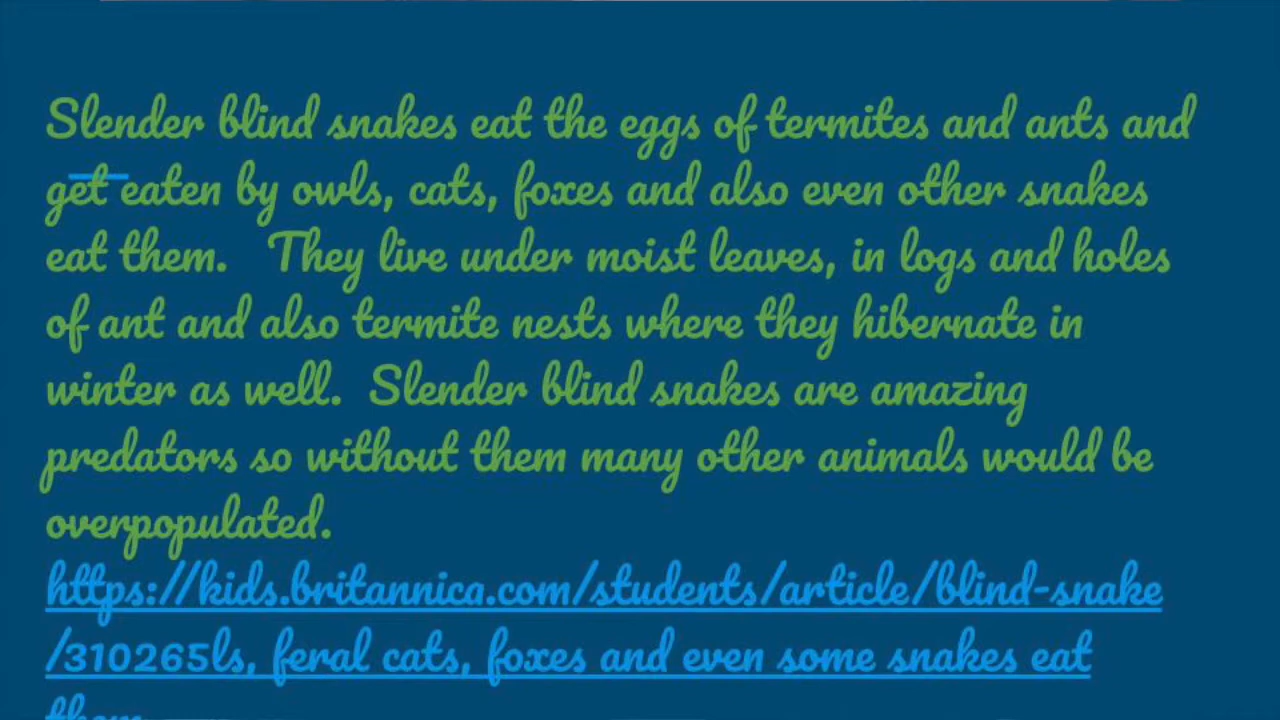 Slender blind snakes eat the eggs of termites and ants and
get eaten by owls, cats, foxes and also even other snakes
eat them. They live under moist leaves, in logs and holes
of ant and also termite nests where they hibernate in
winter as well. Slender blind snakes are amazing
predators so without them many other animals would be
overpopulated.
https://kids.britannica.com/students/article/blind-snake
/310265ls, feral cats, foxes and even some snakes eat